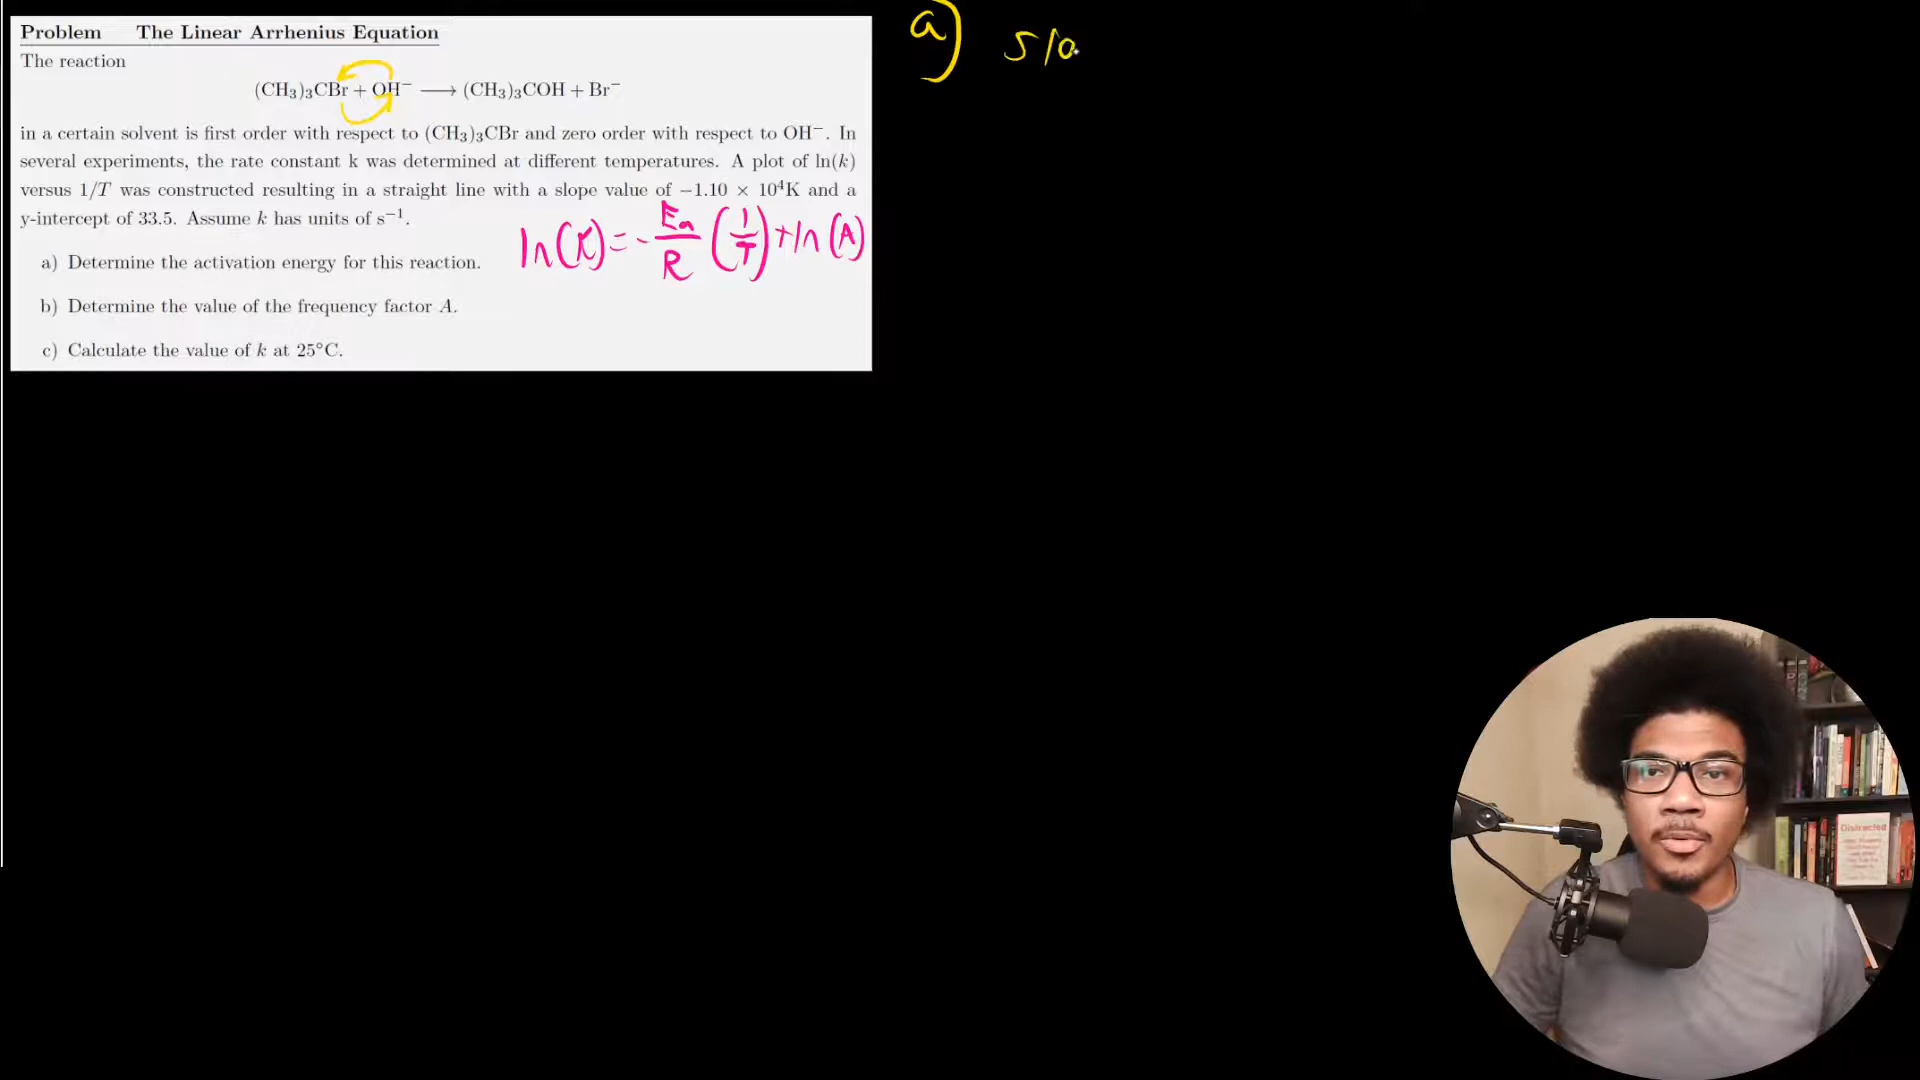 Problem The Linear Arrhenius Equation
The reaction
(CH₃)₃CBr + OH⁻ ⟶ (CH₃)₃COH + Br⁻
in a certain solvent is first order with respect to (CH₃)₃CBr and zero order with respect to OH⁻. In
several experiments, the rate constant k was determined at different temperatures. A plot of ln(k)
versus 1/T was constructed resulting in a straight line with a slope value of −1.10 × 10⁴K and a
y-intercept of 33.5. Assume k has units of s⁻¹.
ln(k) = -Ea/R (1/T) + ln(A)
a) Determine the activation energy for this reaction.
b) Determine the value of the frequency factor A.
c) Calculate the value of k at 25°C.
a) slo
Distracted